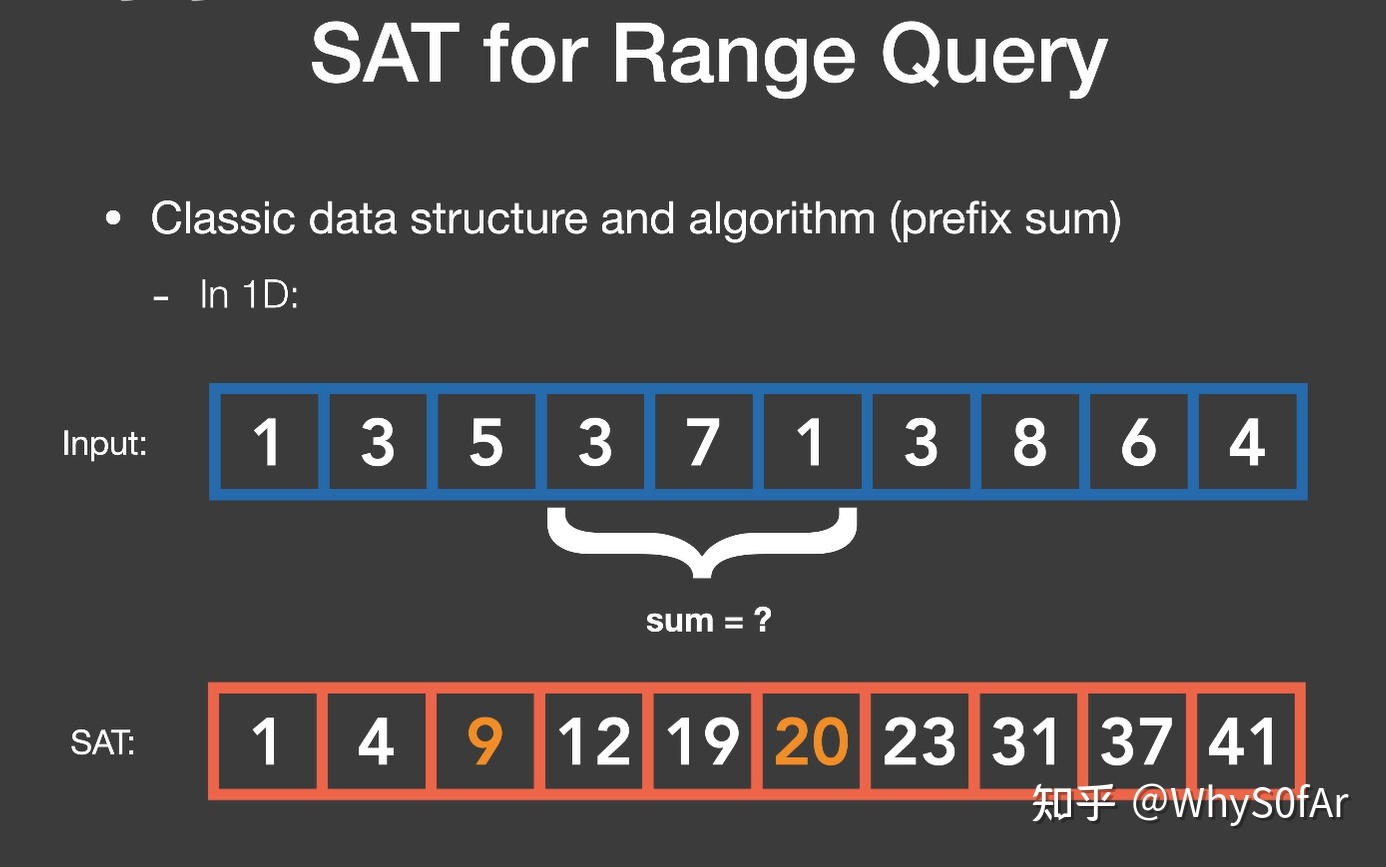 SAT for Range Query
• Classic data structure and algorithm (prefix sum)
- In 1D:
Input: 1 3 5 3 7 1 3 8 6 4
sum = ?
SAT: 1 4 9 12 19 20 23 31 37 41
知乎 @WhyS0fAr